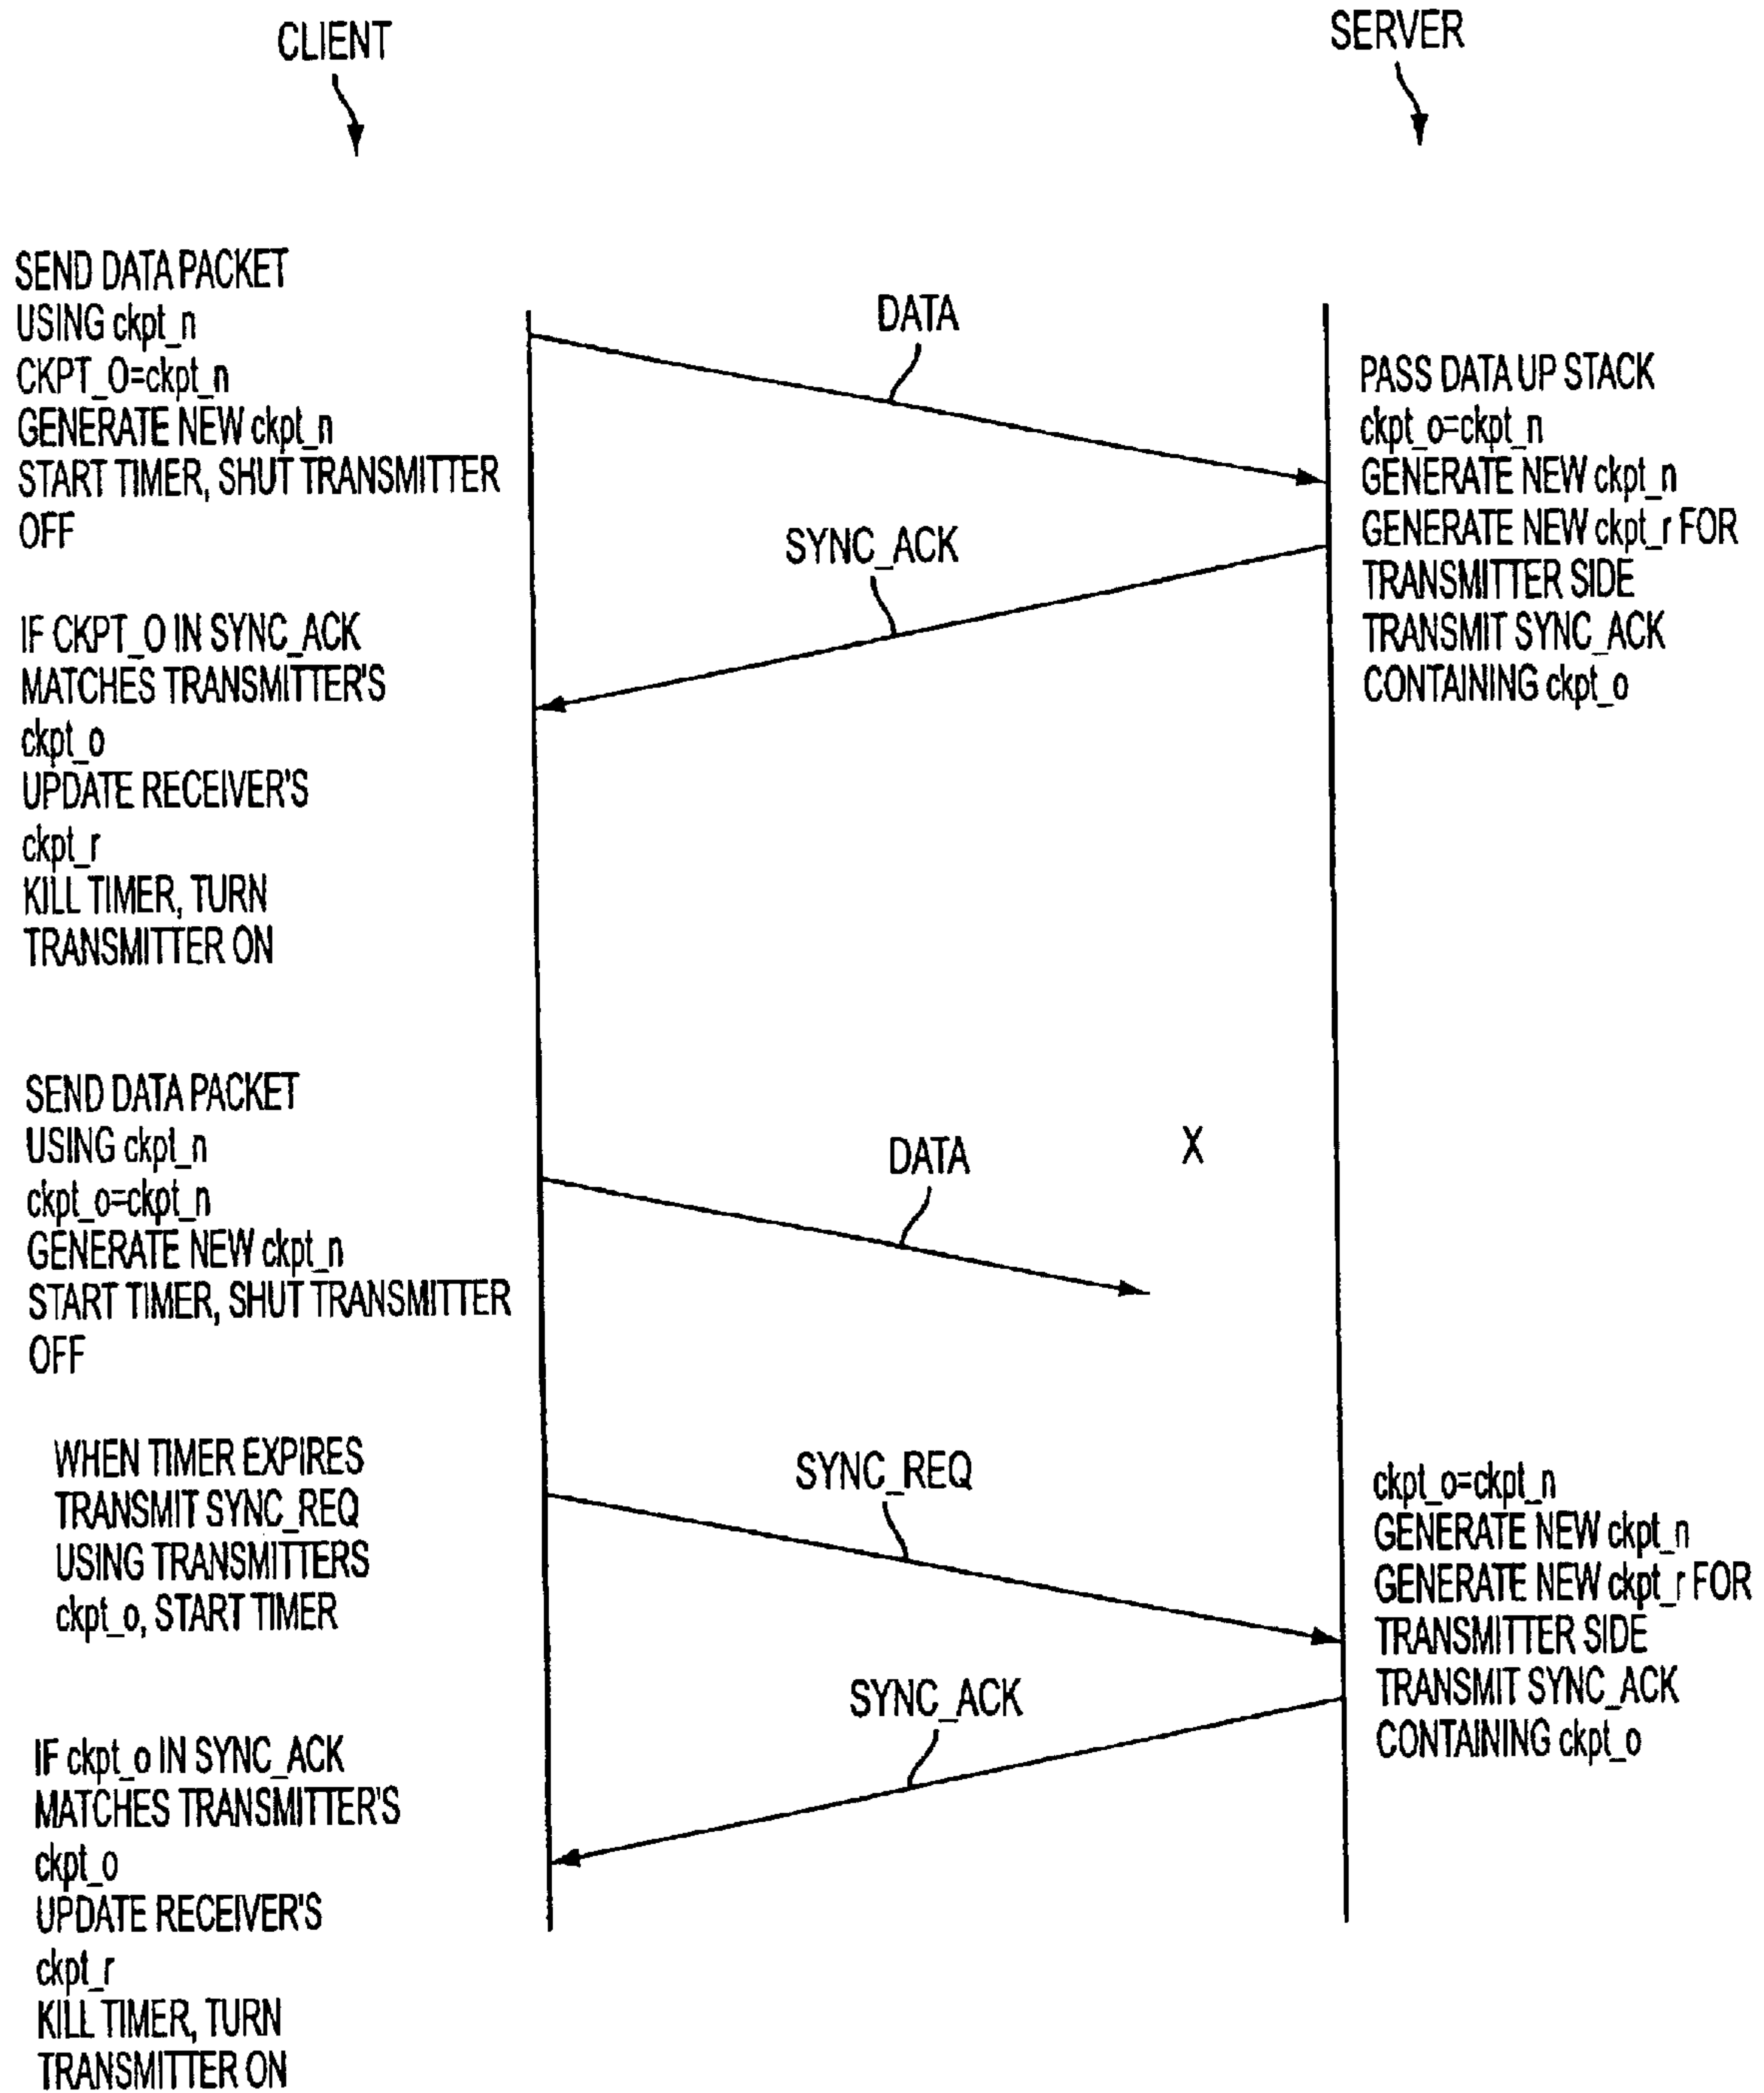 CLIENT
SERVER
SEND DATA PACKET
USING ckpt_n
CKPT_O=ckpt_n
GENERATE NEW ckpt_n
START TIMER, SHUT TRANSMITTER
OFF
DATA
PASS DATA UP STACK
ckpt_o=ckpt_n
GENERATE NEW ckpt_n
GENERATE NEW ckpt_r FOR
TRANSMITTER SIDE
TRANSMIT SYNC_ACK
CONTAINING ckpt_o
SYNC_ACK
IF CKPT_O IN SYNC_ACK
MATCHES TRANSMITTER'S
ckpt_o
UPDATE RECEIVER'S
ckpt_r
KILL TIMER, TURN
TRANSMITTER ON
SEND DATA PACKET
USING ckpt_n
ckpt_o=ckpt_n
GENERATE NEW ckpt_n
START TIMER, SHUT TRANSMITTER
OFF
DATA
X
WHEN TIMER EXPIRES
TRANSMIT SYNC_REQ
USING TRANSMITTERS
ckpt_o, START TIMER
SYNC_REQ
ckpt_o=ckpt_n
GENERATE NEW ckpt_n
GENERATE NEW ckpt_r FOR
TRANSMITTER SIDE
TRANSMIT SYNC_ACK
CONTAINING ckpt_o
SYNC_ACK
IF ckpt_o IN SYNC_ACK
MATCHES TRANSMITTER'S
ckpt_o
UPDATE RECEIVER'S
ckpt_r
KILL TIMER, TURN
TRANSMITTER ON